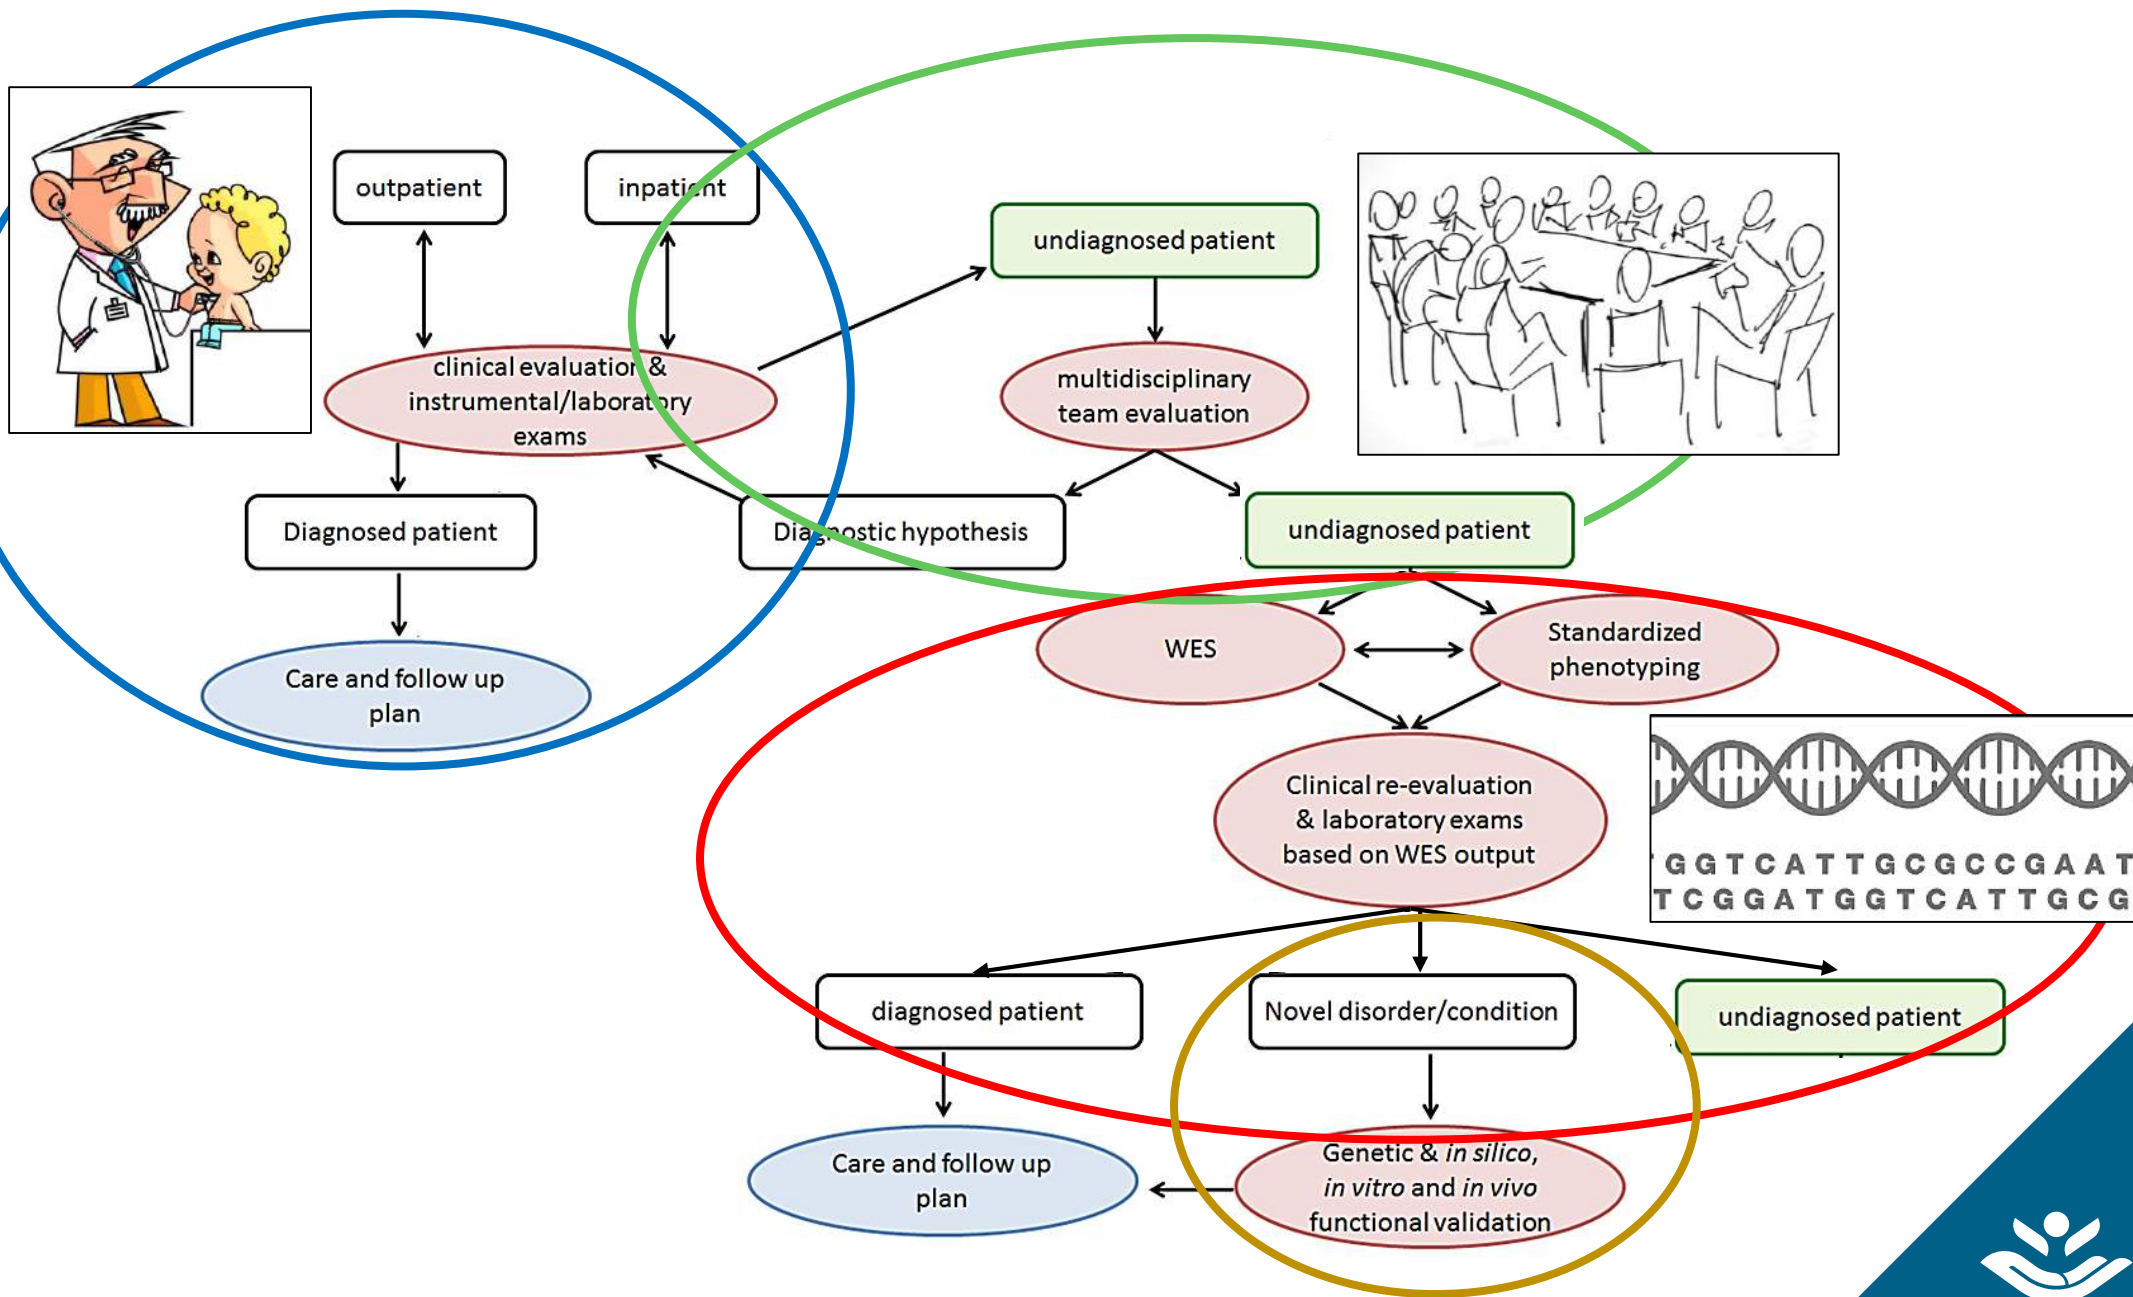 outpatient
inpatient
undiagnosed patient
clinical evaluation &
instrumental/laboratory
exams
multidisciplinary
team evaluation
Diagnosed patient
Diagnostic hypothesis
undiagnosed patient
Care and follow up
plan
WES
Standardized
phenotyping
Clinical re-evaluation
& laboratory exams
based on WES output
GGTCATTGCGCCGAAT
TCGGATGGTCATTGCG
diagnosed patient
Novel disorder/condition
undiagnosed patient
Care and follow up
plan
Genetic & in silico,
in vitro and in vivo
functional validation